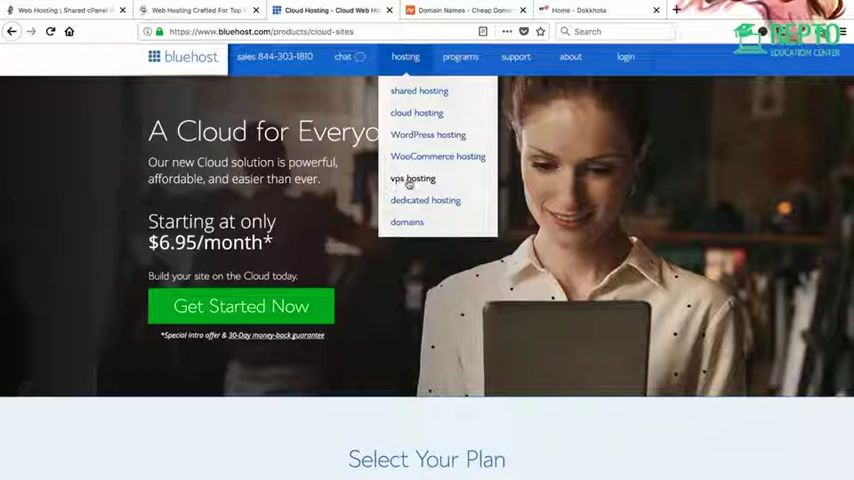 Web Hosting | Shared cPanel
Web Hosting Crafted For Top
Cloud Hosting - Cloud Web Ho
Domain Names - Cheap Domain
Home - Dskkhota
https://www.bluehost.com/products/cloud-sites
Search
REPTO
EDUCATION CENTER
bluehost
sales 844-303-1810
chat
hosting
programs
support
about
login
shared hosting
cloud hosting
WordPress hosting
WooCommerce hosting
vps hosting
dedicated hosting
domains
A Cloud for Everyo
Our new Cloud solution is powerful,
affordable, and easier than ever.
Starting at only
$6.95/month*
Build your site on the Cloud today.
Get Started Now
*Special intro offer & 30-Day money-back guarantee
Select Your Plan